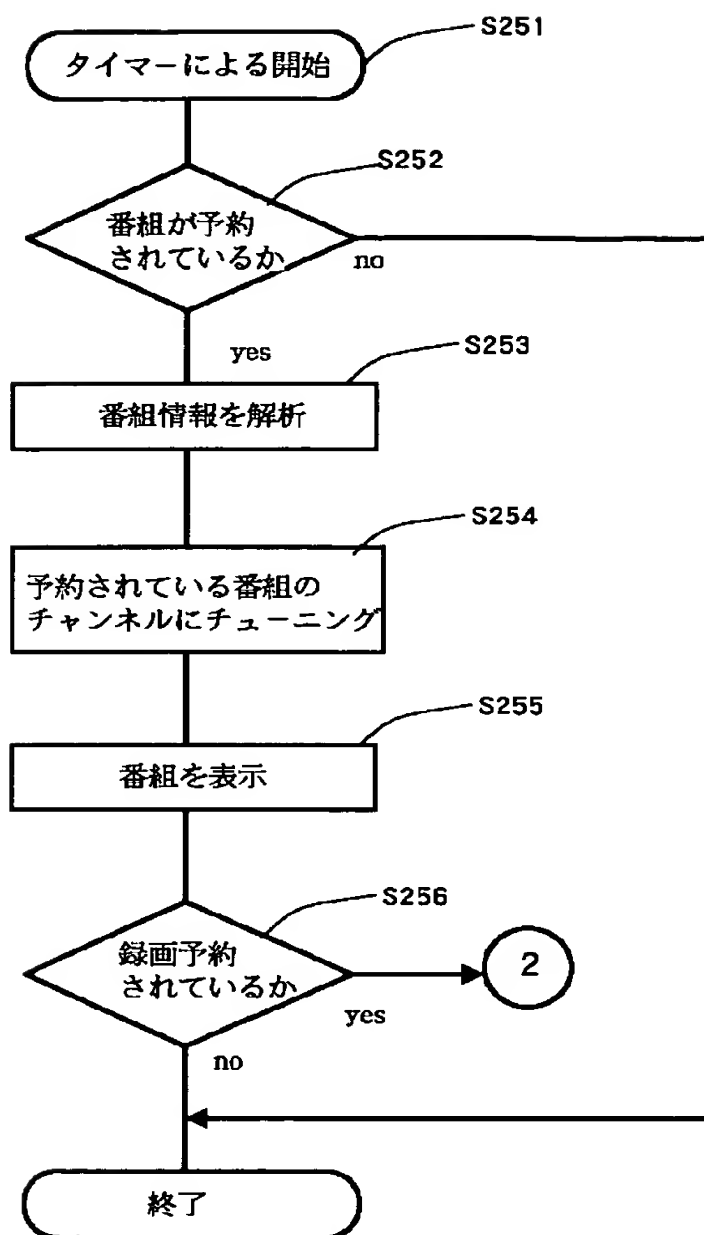 S251
タイマーによる開始
S252
番組が予約
されているか
no
yes
S253
番組情報を解析
S254
予約されている番組の
チャンネルにチューニング
S255
番組を表示
S256
録画予約
されているか
2
yes
no
終了